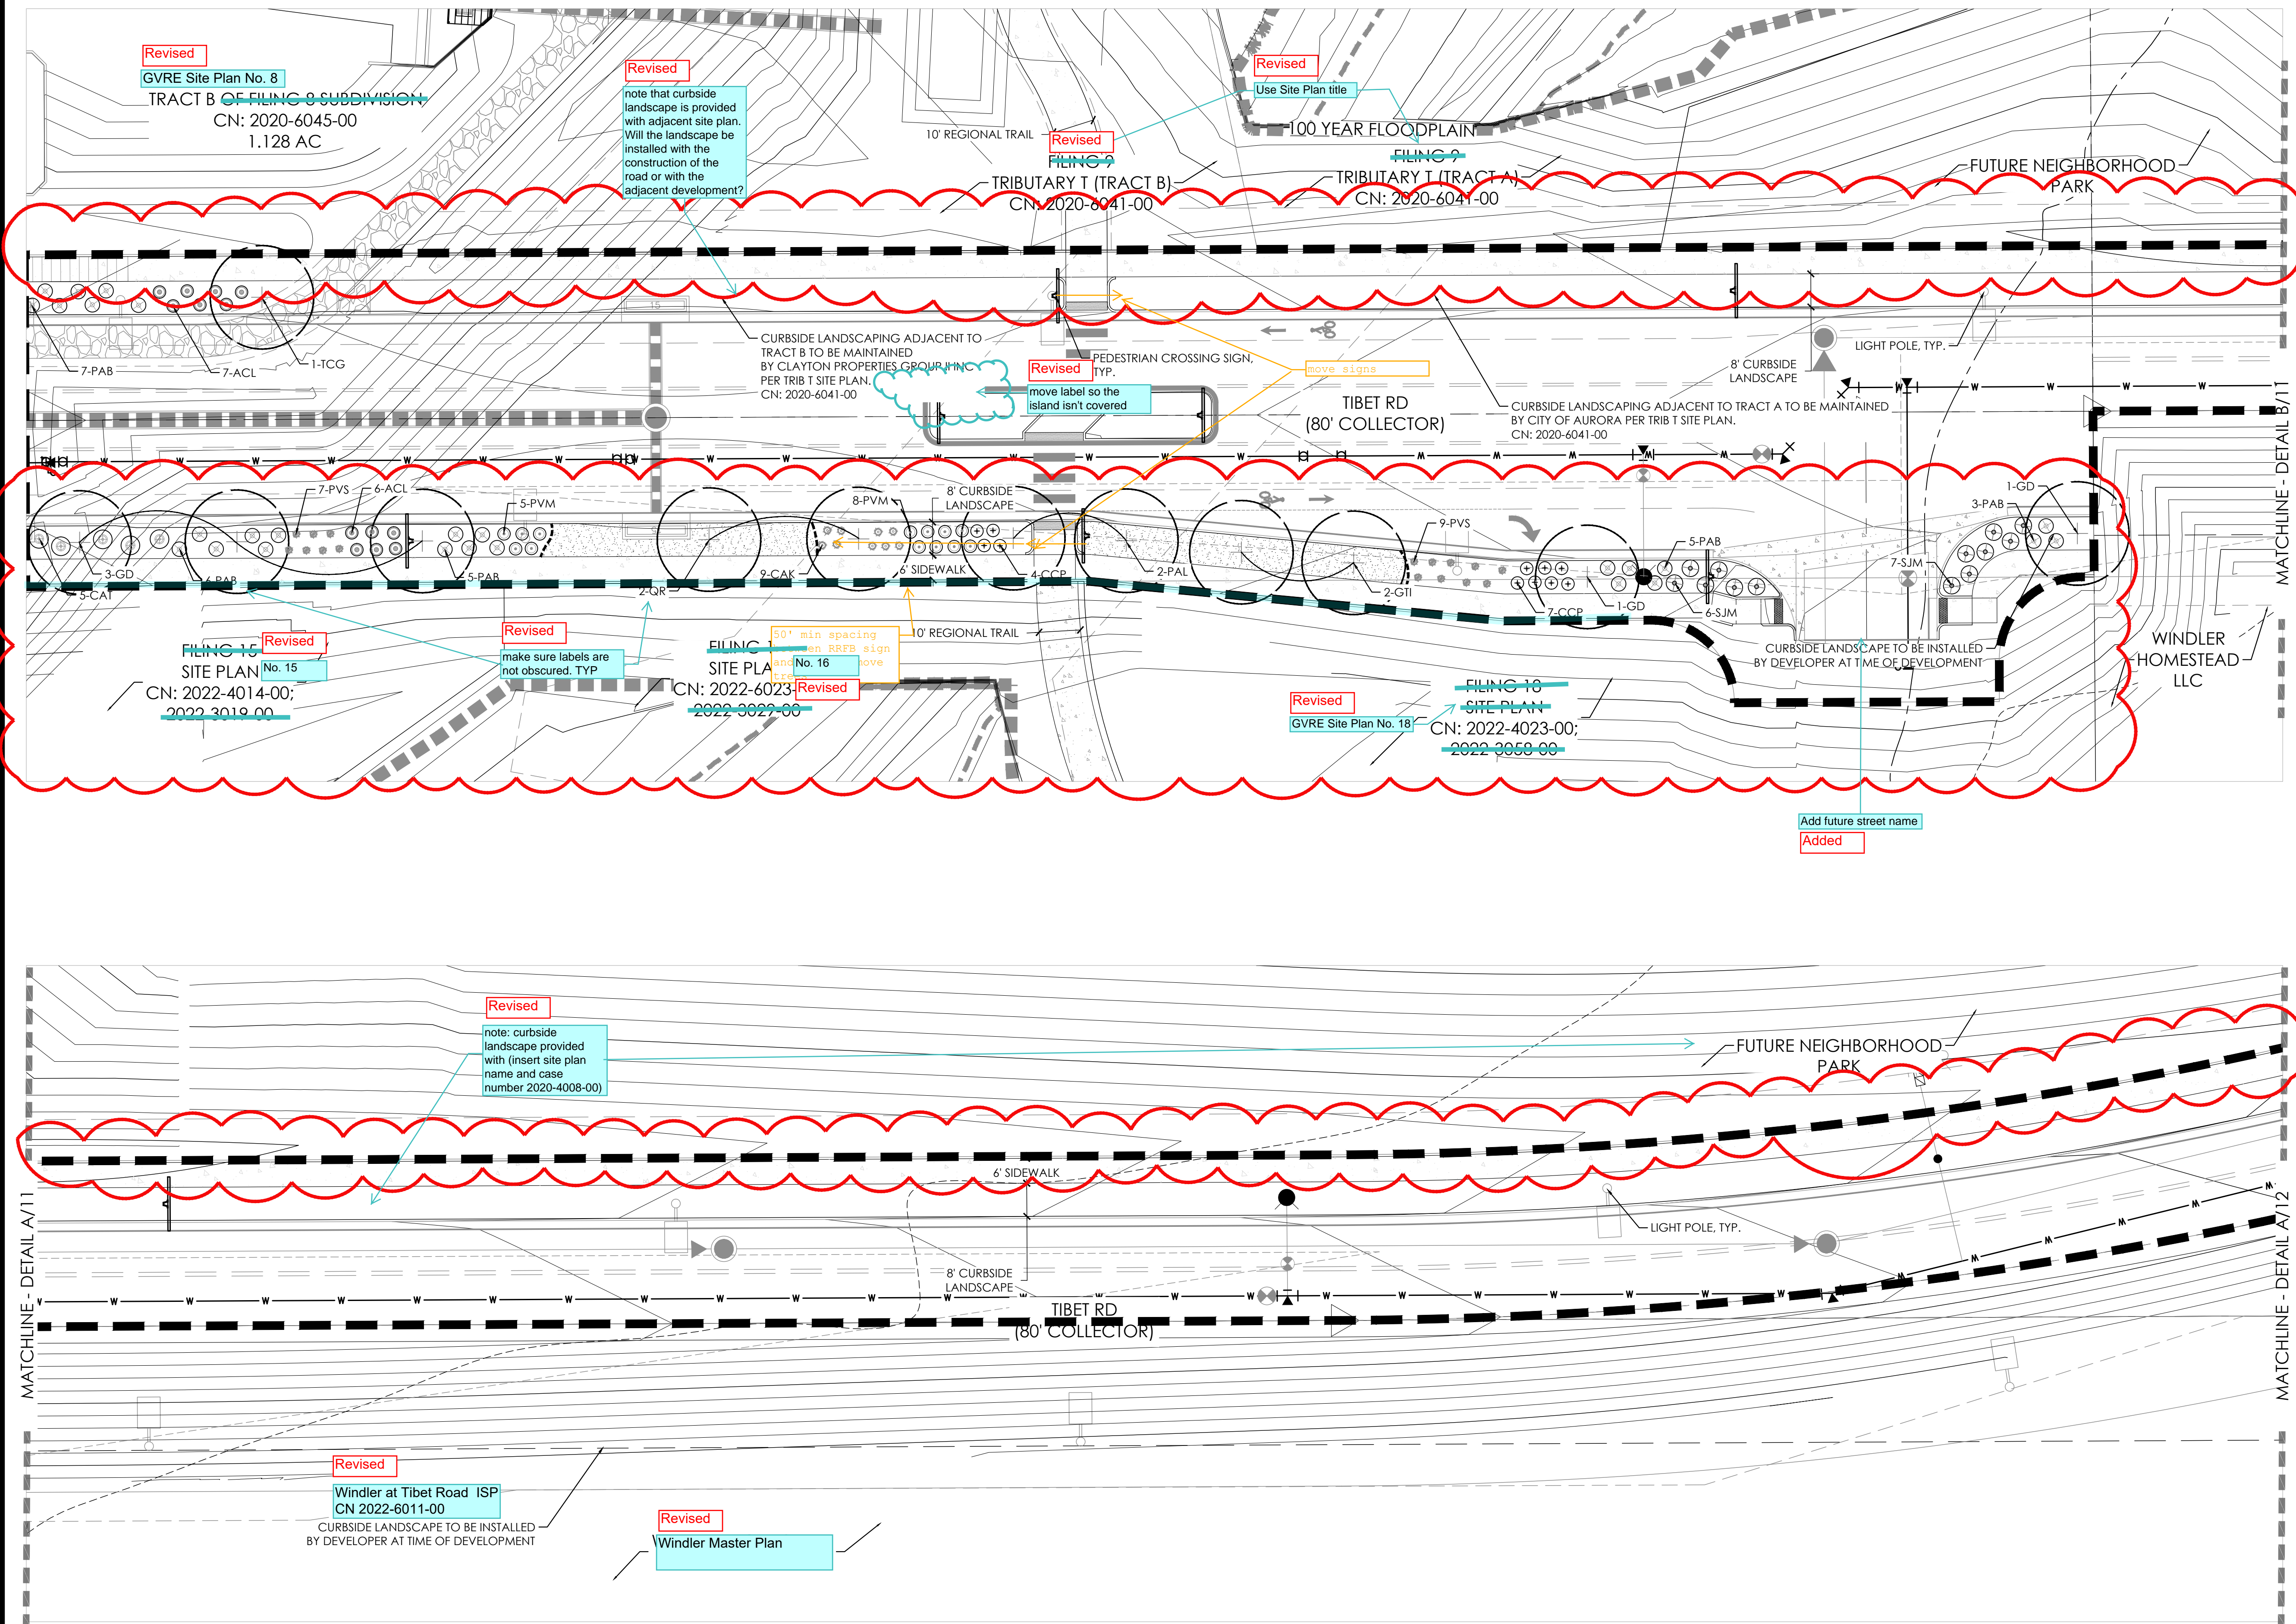 Revised
GVRE Site Plan No. 8
TRACT B OF FILING 8 SUBDIVISION
CN: 2020-6045-00
1.128 AC
Revised
note that curbside
landscape is provided
with adjacent site plan.
Will the landscape be
installed with the
construction of the
road or with the
adjacent development?
10' REGIONAL TRAIL
Revised
FILING 9
TRIBUTARY T (TRACT B)
CN: 2020-6041-00
Revised
Use Site Plan title
100 YEAR FLOODPLAIN
FILING 9
TRIBUTARY T (TRACT A)
CN: 2020-6041-00
FUTURE NEIGHBORHOOD
PARK
15
7-PAB
7-ACL
1-TCG
CURBSIDE LANDSCAPING ADJACENT TO
TRACT B TO BE MAINTAINED
BY CLAYTON PROPERTIES GROUP II INC
PER TRIB T SITE PLAN.
CN: 2020-6041-00
PEDESTRIAN CROSSING SIGN,
TYP.
Revised
move label so the
island isn't covered
move signs
TIBET RD
(80' COLLECTOR)
8' CURBSIDE
LANDSCAPE
LIGHT POLE, TYP.
CURBSIDE LANDSCAPING ADJACENT TO TRACT A TO BE MAINTAINED
BY CITY OF AURORA PER TRIB T SITE PLAN.
CN: 2020-6041-00
MATCHLINE - DETAIL B/11
7-PVS
6-ACL
5-PVM
8-PVM
8' CURBSIDE
LANDSCAPE
9-PVS
5-PAB
3-PAB
1-GD
7-SJM
3-GD
5-CAT
6-PAB
5-PAB
2-QR
9-CAK
6' SIDEWALK
4-CCP
2-PAL
2-GTI
7-CCP
1-GD
6-SJM
FILING 15
SITE PLAN
CN: 2022-4014-00;
2022-3019-00
Revised
No. 15
Revised
make sure labels are
not obscured. TYP
SITE PLA
CN: 2022-6023-
2022-3027-00
50' min spacing
No. 16
Revised
10' REGIONAL TRAIL
Revised
GVRE Site Plan No. 18
FILING 18
SITE PLAN
CN: 2022-4023-00;
2022-3058-00
CURBSIDE LANDSCAPE TO BE INSTALLED
BY DEVELOPER AT TIME OF DEVELOPMENT
WINDLER
HOMESTEAD
LLC
Add future street name
Added
Revised
note: curbside
landscape provided
with (insert site plan
name and case
number 2020-4008-00)
FUTURE NEIGHBORHOOD
PARK
6' SIDEWALK
LIGHT POLE, TYP.
8' CURBSIDE
LANDSCAPE
TIBET RD
(80' COLLECTOR)
MATCHLINE - DETAIL A/11
MATCHLINE - DETAIL A/12
Revised
Windler at Tibet Road ISP
CN 2022-6011-00
CURBSIDE LANDSCAPE TO BE INSTALLED
BY DEVELOPER AT TIME OF DEVELOPMENT
Revised
Windler Master Plan